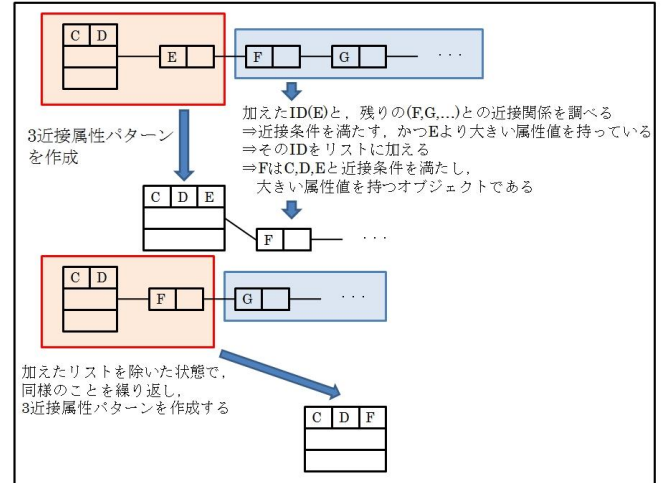 C D
E
F
G
・・・
加えたID(E)と，残りの(F,G,...)との近接関係を調べる
⇒近接条件を満たす，かつEより大きい属性値を持っている
⇒そのIDをリストに加える
⇒FはC,D,Eと近接条件を満たし，
大きい属性値を持つオブジェクトである
3近接属性パターン
を作成
C D E
F
・・・
C D
F
G
・・・
加えたリストを除いた状態で，
同様のことを繰り返し，
3近接属性パターンを作成する
C D F